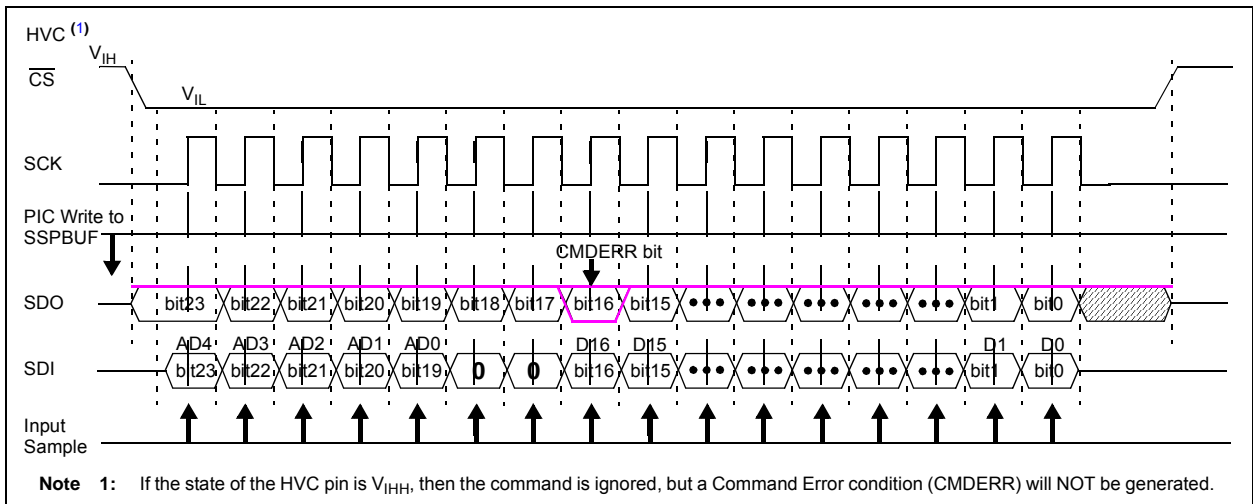 HVC (1)
VIH
CS
VIL
SCK
PIC Write to
SSPBUF
CMDERR bit
SDO bit23 bit22 bit21 bit20 bit19 bit18 bit17 bit16 bit15 ••• ••• ••• ••• ••• bit1 bit0
AD4 AD3 AD2 AD1 AD0 D16 D15 D1 D0
SDI bit23 bit22 bit21 bit20 bit19 0 0 bit16 bit15 ••• ••• ••• ••• ••• bit1 bit0
Input
Sample
Note 1: If the state of the HVC pin is VIHH, then the command is ignored, but a Command Error condition (CMDERR) will NOT be generated.